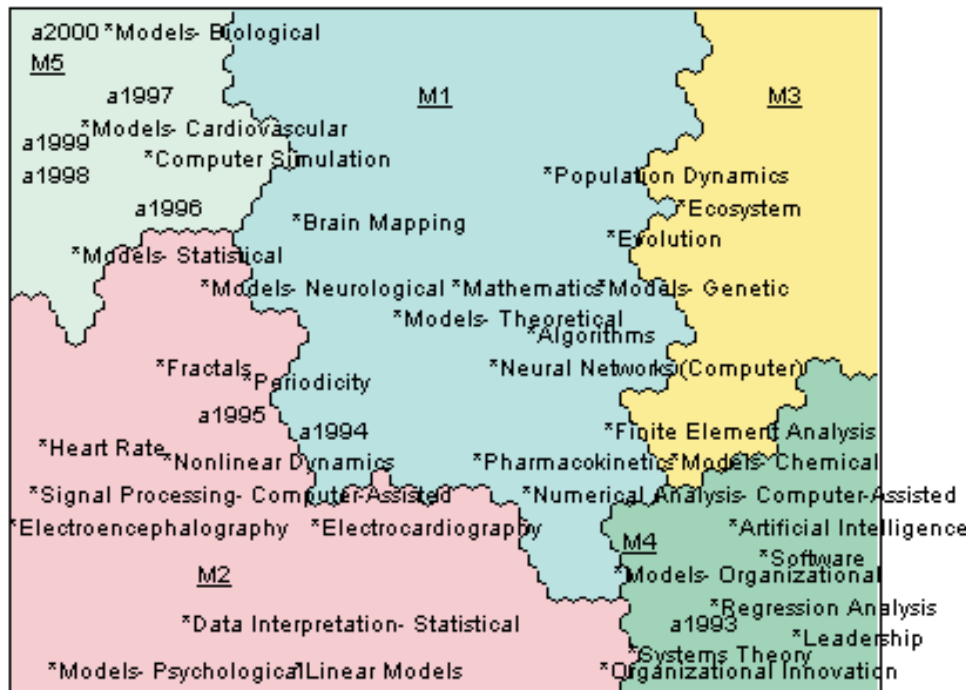 a2000 *Models- Biological
M5
a1997
M1
M3
*Models- Cardiovascular
a1999
*Computer Simulation
a1998
*Population Dynamics
a1996
*Ecosystem
*Brain Mapping
*Evolution
*Models- Statistical
*Models- Neurological *Mathematics *Models- Genetic
*Models- Theoretical
*Algorithms
*Fractals
*Neural Networks (Computer)
*Periodicity
a1995
a1994
*Finite Element Analysis
*Heart Rate
*Nonlinear Dynamics
*Pharmacokinetics *Models- Chemical
*Signal Processing- Computer-Assisted
*Numerical Analysis- Computer-Assisted
*Electroencephalography
*Electrocardiography
*Artificial Intelligence
M4
*Software
M2
*Models- Organizational
*Regression Analysis
*Data Interpretation- Statistical
a1993
*Leadership
*Systems Theory
*Models- Psychological
*Linear Models
*Organizational Innovation